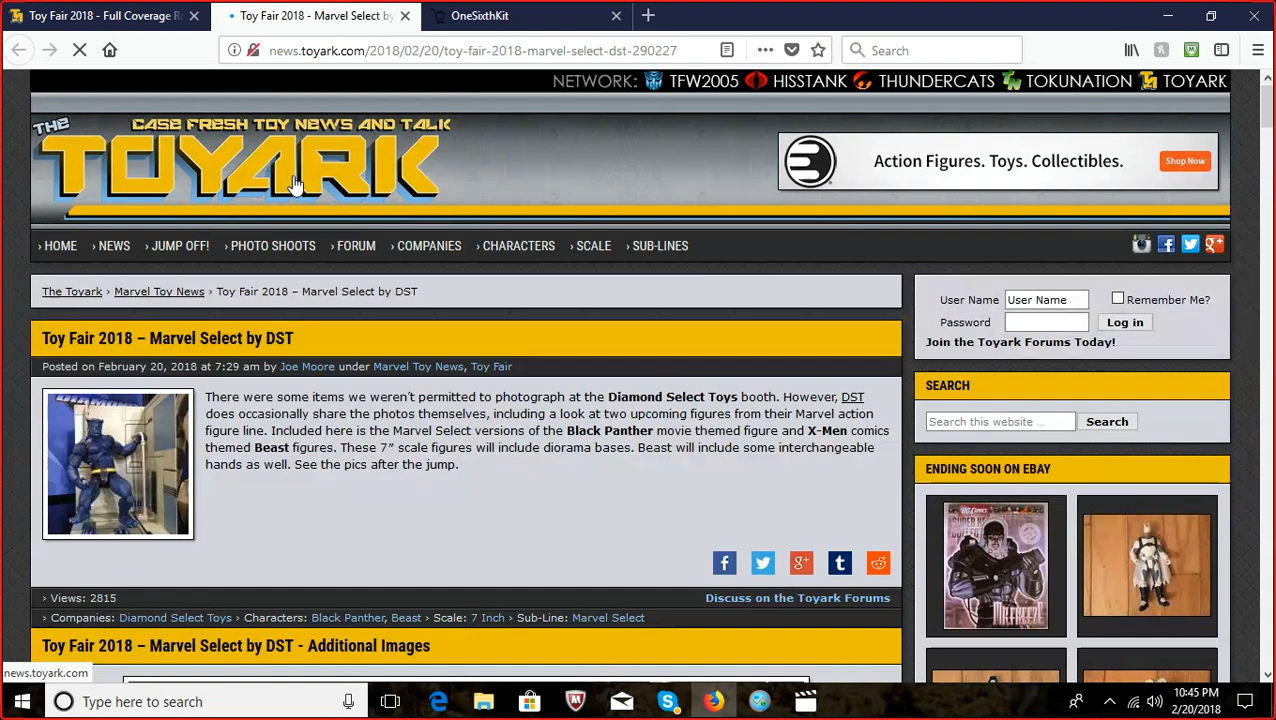 Toy Fair 2018 - Full Coverage R
Toy Fair 2018 - Marvel Select by
OneSixthKit
news.toyark.com/2018/02/20/toy-fair-2018-marvel-select-dst-290227
Search
NETWORK: TFW2005 HISSTANK THUNDERCATS TOKUNATION TOYARK
CASE FRESH TOY NEWS AND TALK
THE TOYARK
Action Figures. Toys. Collectibles.
Shop Now
› HOME › NEWS › JUMP OFF! › PHOTO SHOOTS › FORUM › COMPANIES › CHARACTERS › SCALE › SUB-LINES
The Toyark › Marvel Toy News › Toy Fair 2018 – Marvel Select by DST
Toy Fair 2018 – Marvel Select by DST
Posted on February 20, 2018 at 7:29 am by Joe Moore under Marvel Toy News, Toy Fair
There were some items we weren't permitted to photograph at the Diamond Select Toys booth. However, DST
does occasionally share the photos themselves, including a look at two upcoming figures from their Marvel action
figure line. Includednere is the Marvel Select versions of the Black Panther movie themed figure and X-Men comics
themed Beast figures. These 7" scale figures will include diorama bases. Beast will include some interchangeable
hands as well. See the pics after the jump.
› Views: 2815
Discuss on the Toyark Forums
› Companies: Diamond Select Toys › Characters: Black Panther, Beast › Scale: 7 Inch › Sub-Line: Marvel Select
Toy Fair 2018 – Marvel Select by DST - Additional Images
User Name User Name Remember Me?
Password Log in
Join the Toyark Forums Today!
SEARCH
Search this website ... Search
ENDING SOON ON EBAY
MR.FREEZE
news.toyark.com
Type here to search
10:45 PM
2/20/2018